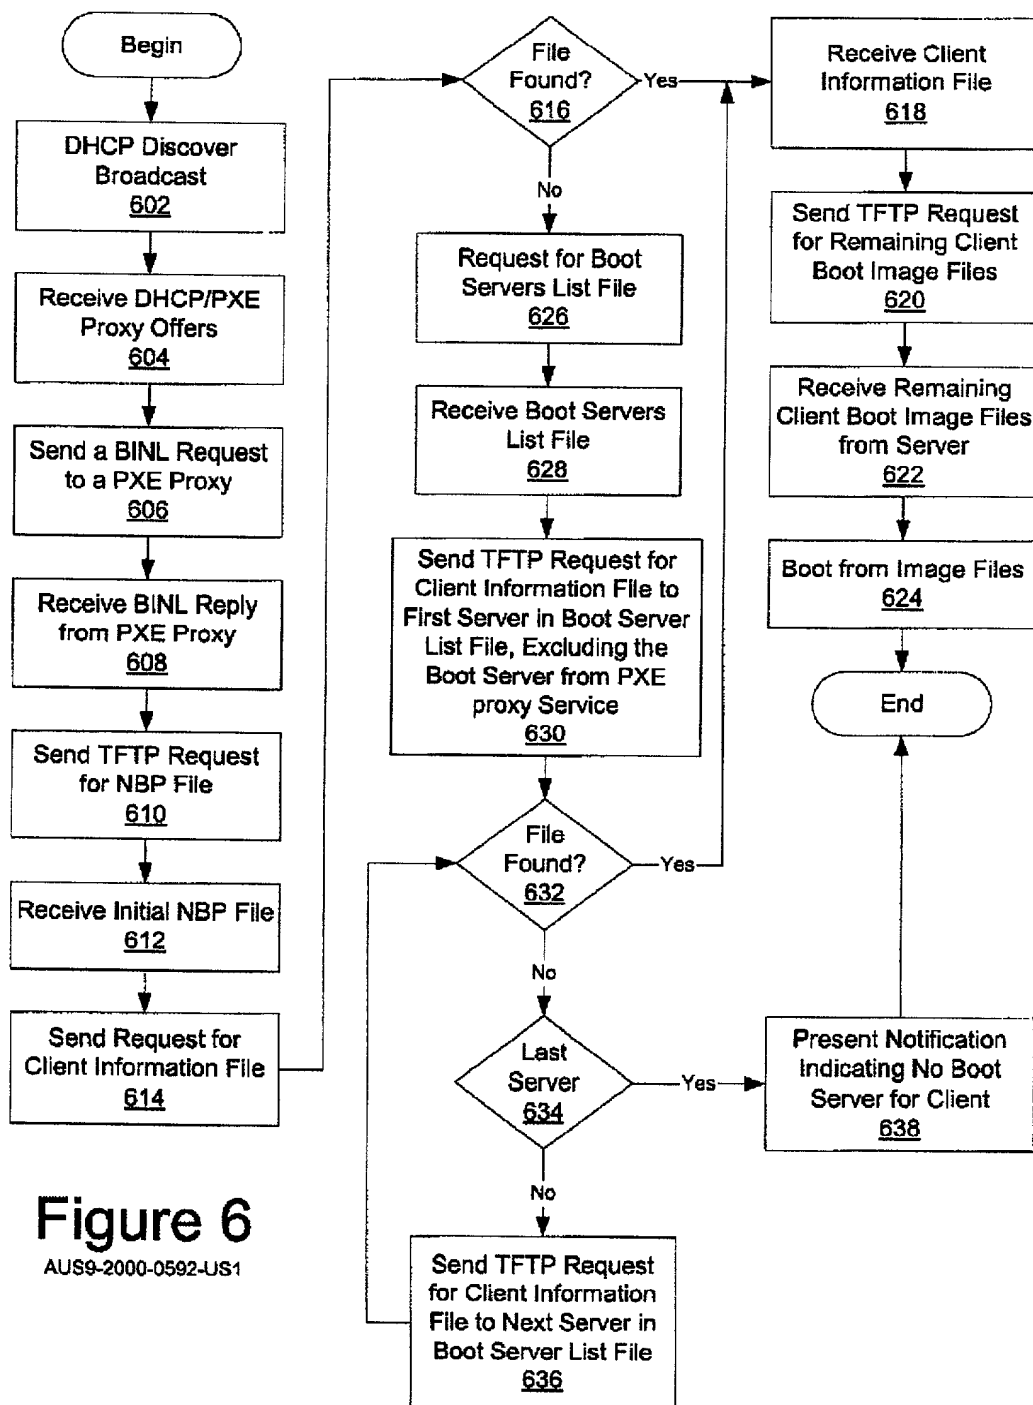 Begin
DHCP Discover
Broadcast
602
Receive DHCP/PXE
Proxy Offers
604
Send a BINL Request
to a PXE Proxy
606
Receive BINL Reply
from PXE Proxy
608
Send TFTP Request
for NBP File
610
Receive Initial NBP File
612
Send Request for
Client Information File
614
File
Found?
616
Yes
No
Request for Boot
Servers List File
626
Receive Boot Servers
List File
628
Send TFTP Request for
Client Information File to
First Server in Boot Server
List File, Excluding the
Boot Server from PXE
proxy Service
630
File
Found?
632
Yes
No
Last
Server
634
Yes
No
Send TFTP Request
for Client Information
File to Next Server in
Boot Server List File
636
Receive Client
Information File
618
Send TFTP Request
for Remaining Client
Boot Image Files
620
Receive Remaining
Client Boot Image Files
from Server
622
Boot from Image Files
624
End
Present Notification
Indicating No Boot
Server for Client
638
Figure 6
AUS9-2000-0592-US1